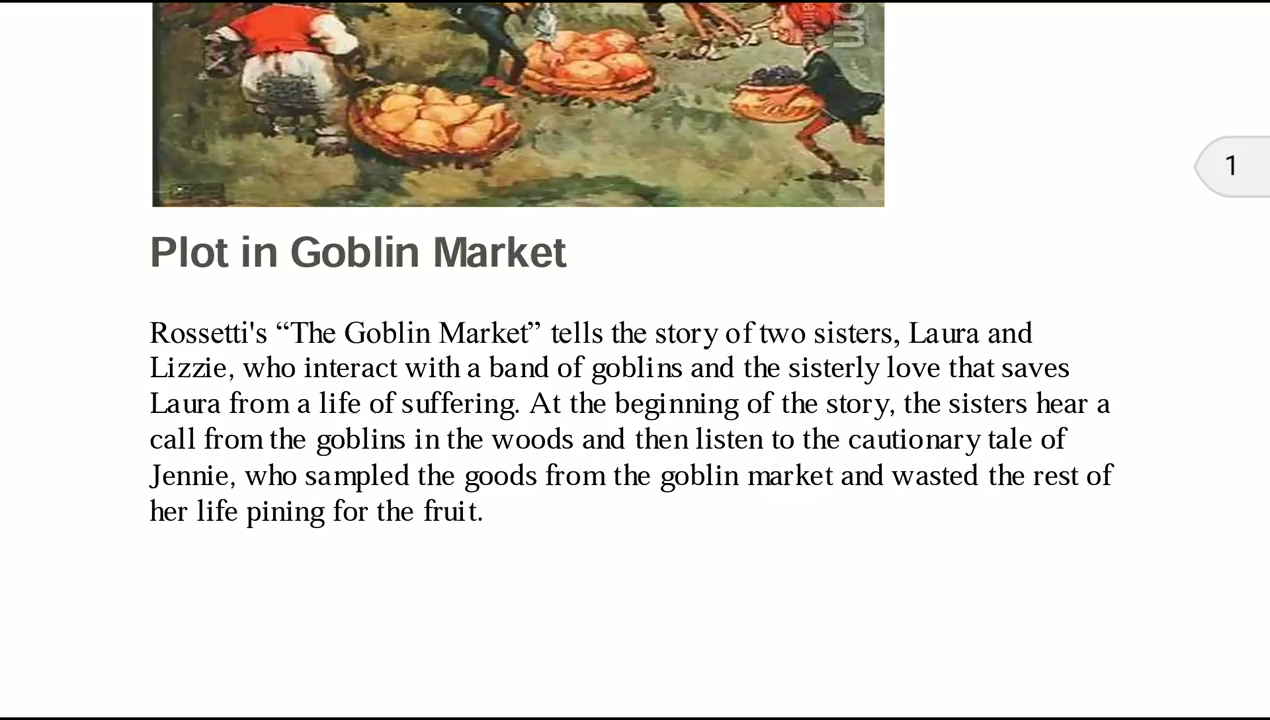 om
Plot in Goblin Market
Rossetti's “The Goblin Market” tells the story of two sisters, Laura and
Lizzie, who interact with a band of goblins and the sisterly love that saves
Laura from a life of suffering. At the beginning of the story, the sisters hear a
call from the goblins in the woods and then listen to the cautionary tale of
Jennie, who sampled the goods from the goblin market and wasted the rest of
her life pining for the fruit.
1